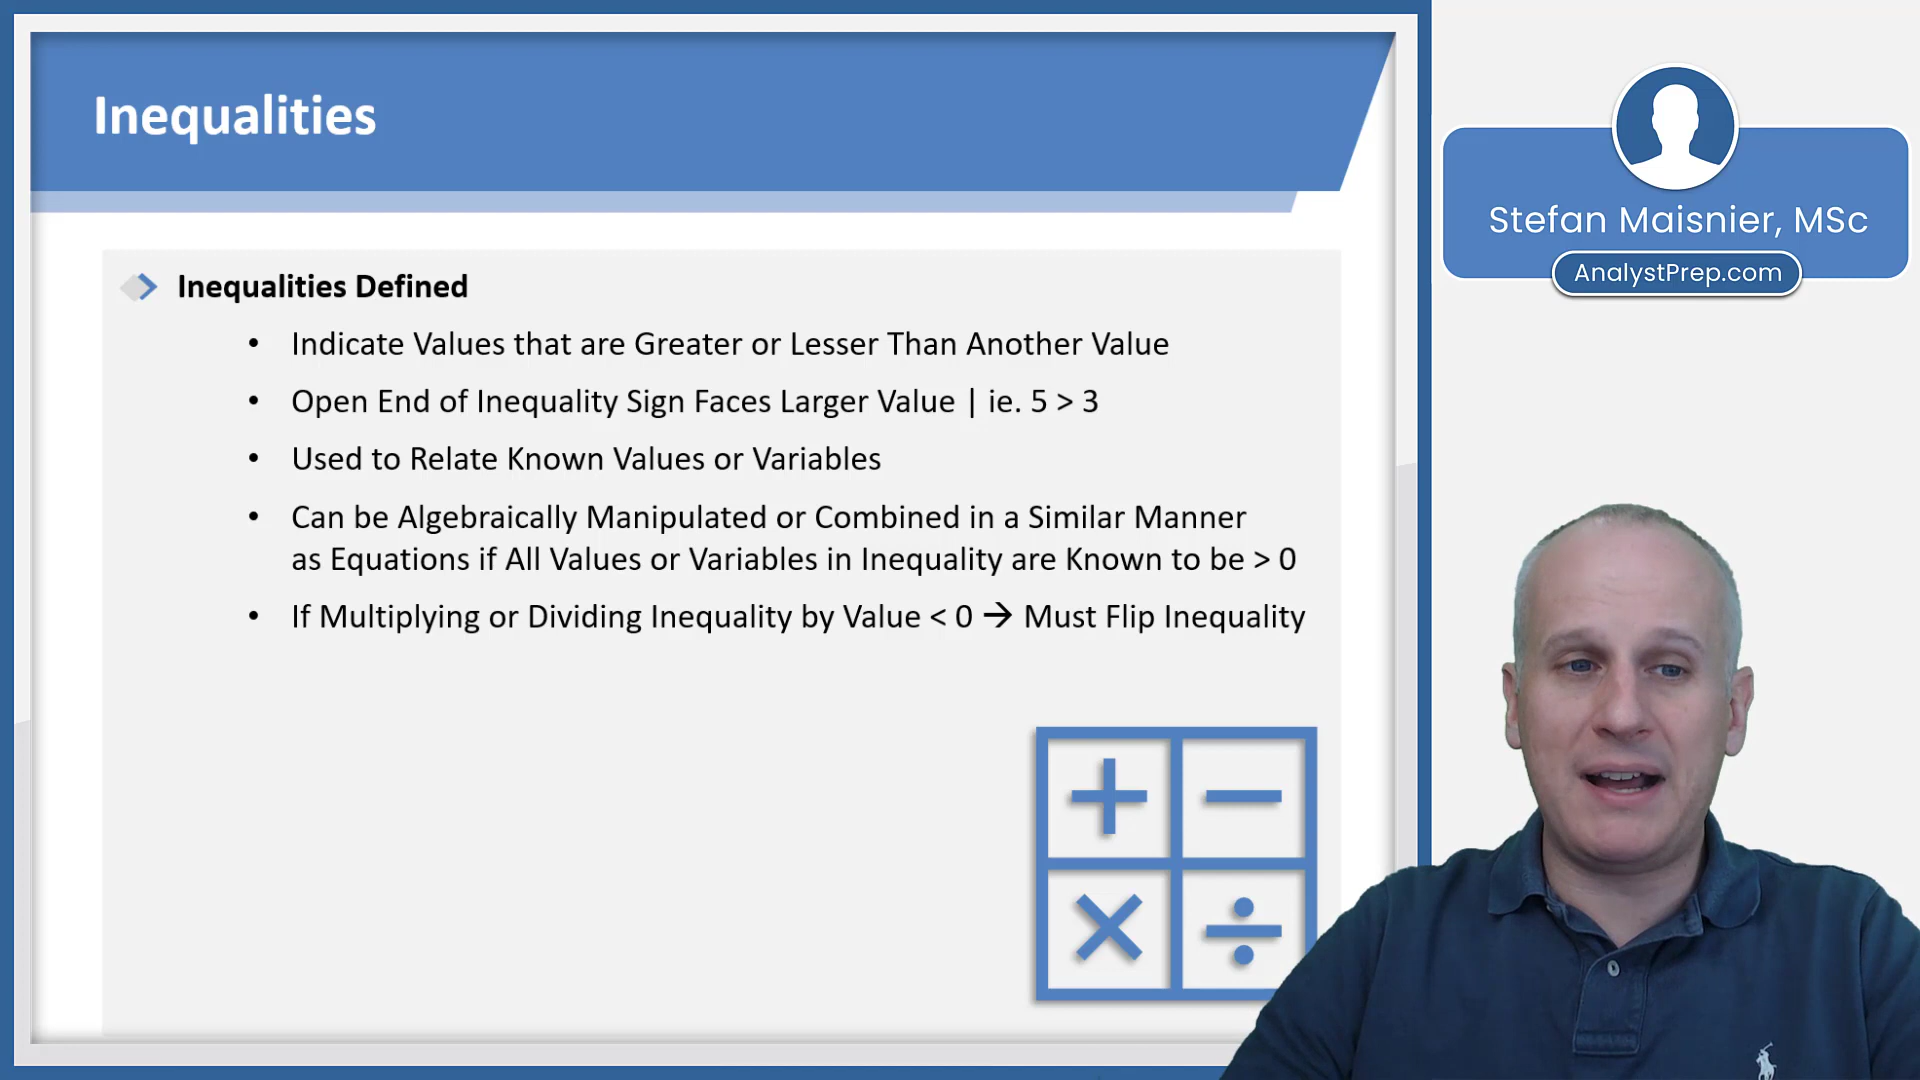 Inequalities
Inequalities Defined
• Indicate Values that are Greater or Lesser Than Another Value
• Open End of Inequality Sign Faces Larger Value | ie. 5 > 3
• Used to Relate Known Values or Variables
• Can be Algebraically Manipulated or Combined in a Similar Manner
as Equations if All Values or Variables in Inequality are Known to be > 0
• If Multiplying or Dividing Inequality by Value < 0 → Must Flip Inequality
+ −
× ÷
Stefan Maisnier, MSc
AnalystPrep.com